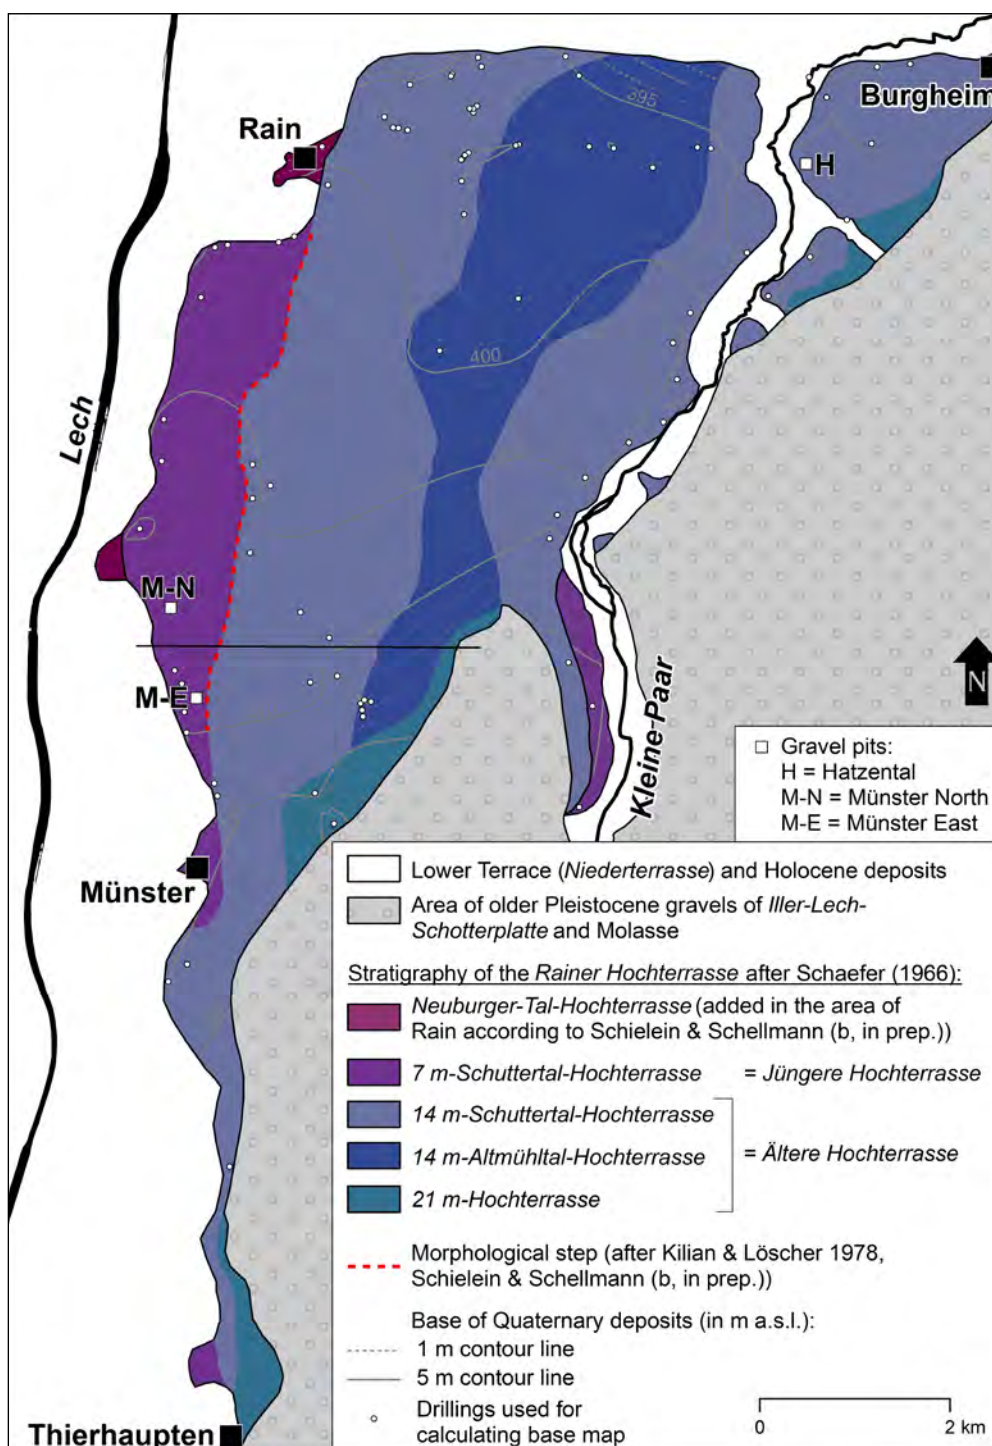 Burgheim
Rain
H
395
400
Lech
M-N
M-E
Kleine-Paar
N
Münster
Thierhaupten
Gravel pits:
H = Hatzental
M-N = Münster North
M-E = Münster East
Lower Terrace (Niederterrasse) and Holocene deposits
Area of older Pleistocene gravels of Iller-Lech-
Schotterplatte and Molasse
Stratigraphy of the Rainer Hochterrasse after Schaefer (1966):
Neuburger-Tal-Hochterrasse (added in the area of
Rain according to Schielein & Schellmann (b, in prep.))
7 m-Schuttertal-Hochterrasse = Jüngere Hochterrasse
14 m-Schuttertal-Hochterrasse
14 m-Altmühltal-Hochterrasse = Ältere Hochterrasse
21 m-Hochterrasse
Morphological step (after Kilian & Löscher 1978,
Schielein & Schellmann (b, in prep.))
Base of Quaternary deposits (in m a.s.l.):
1 m contour line
5 m contour line
Drillings used for
calculating base map
0 2 km